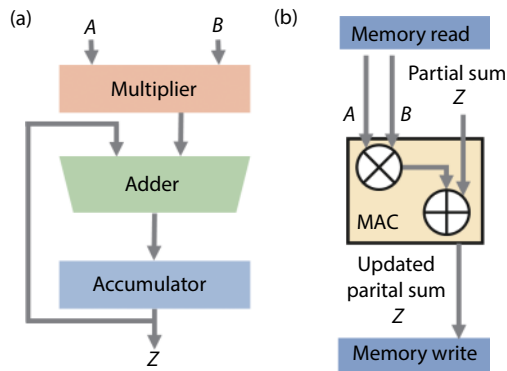 (a)
A
B
Multiplier
Adder
Accumulator
Z
(b)
Memory read
Partial sum
Z
A
B
MAC
Updated
parital sum
Z
Memory write